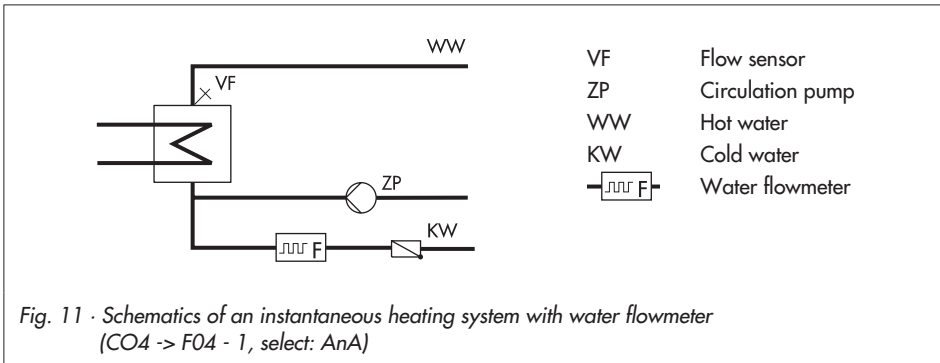 WW
VF
ZP
KW
F
VF Flow sensor
ZP Circulation pump
WW Hot water
KW Cold water
F Water flowmeter
Fig. 11 · Schematics of an instantaneous heating system with water flowmeter
(CO4 -> F04 - 1, select: AnA)